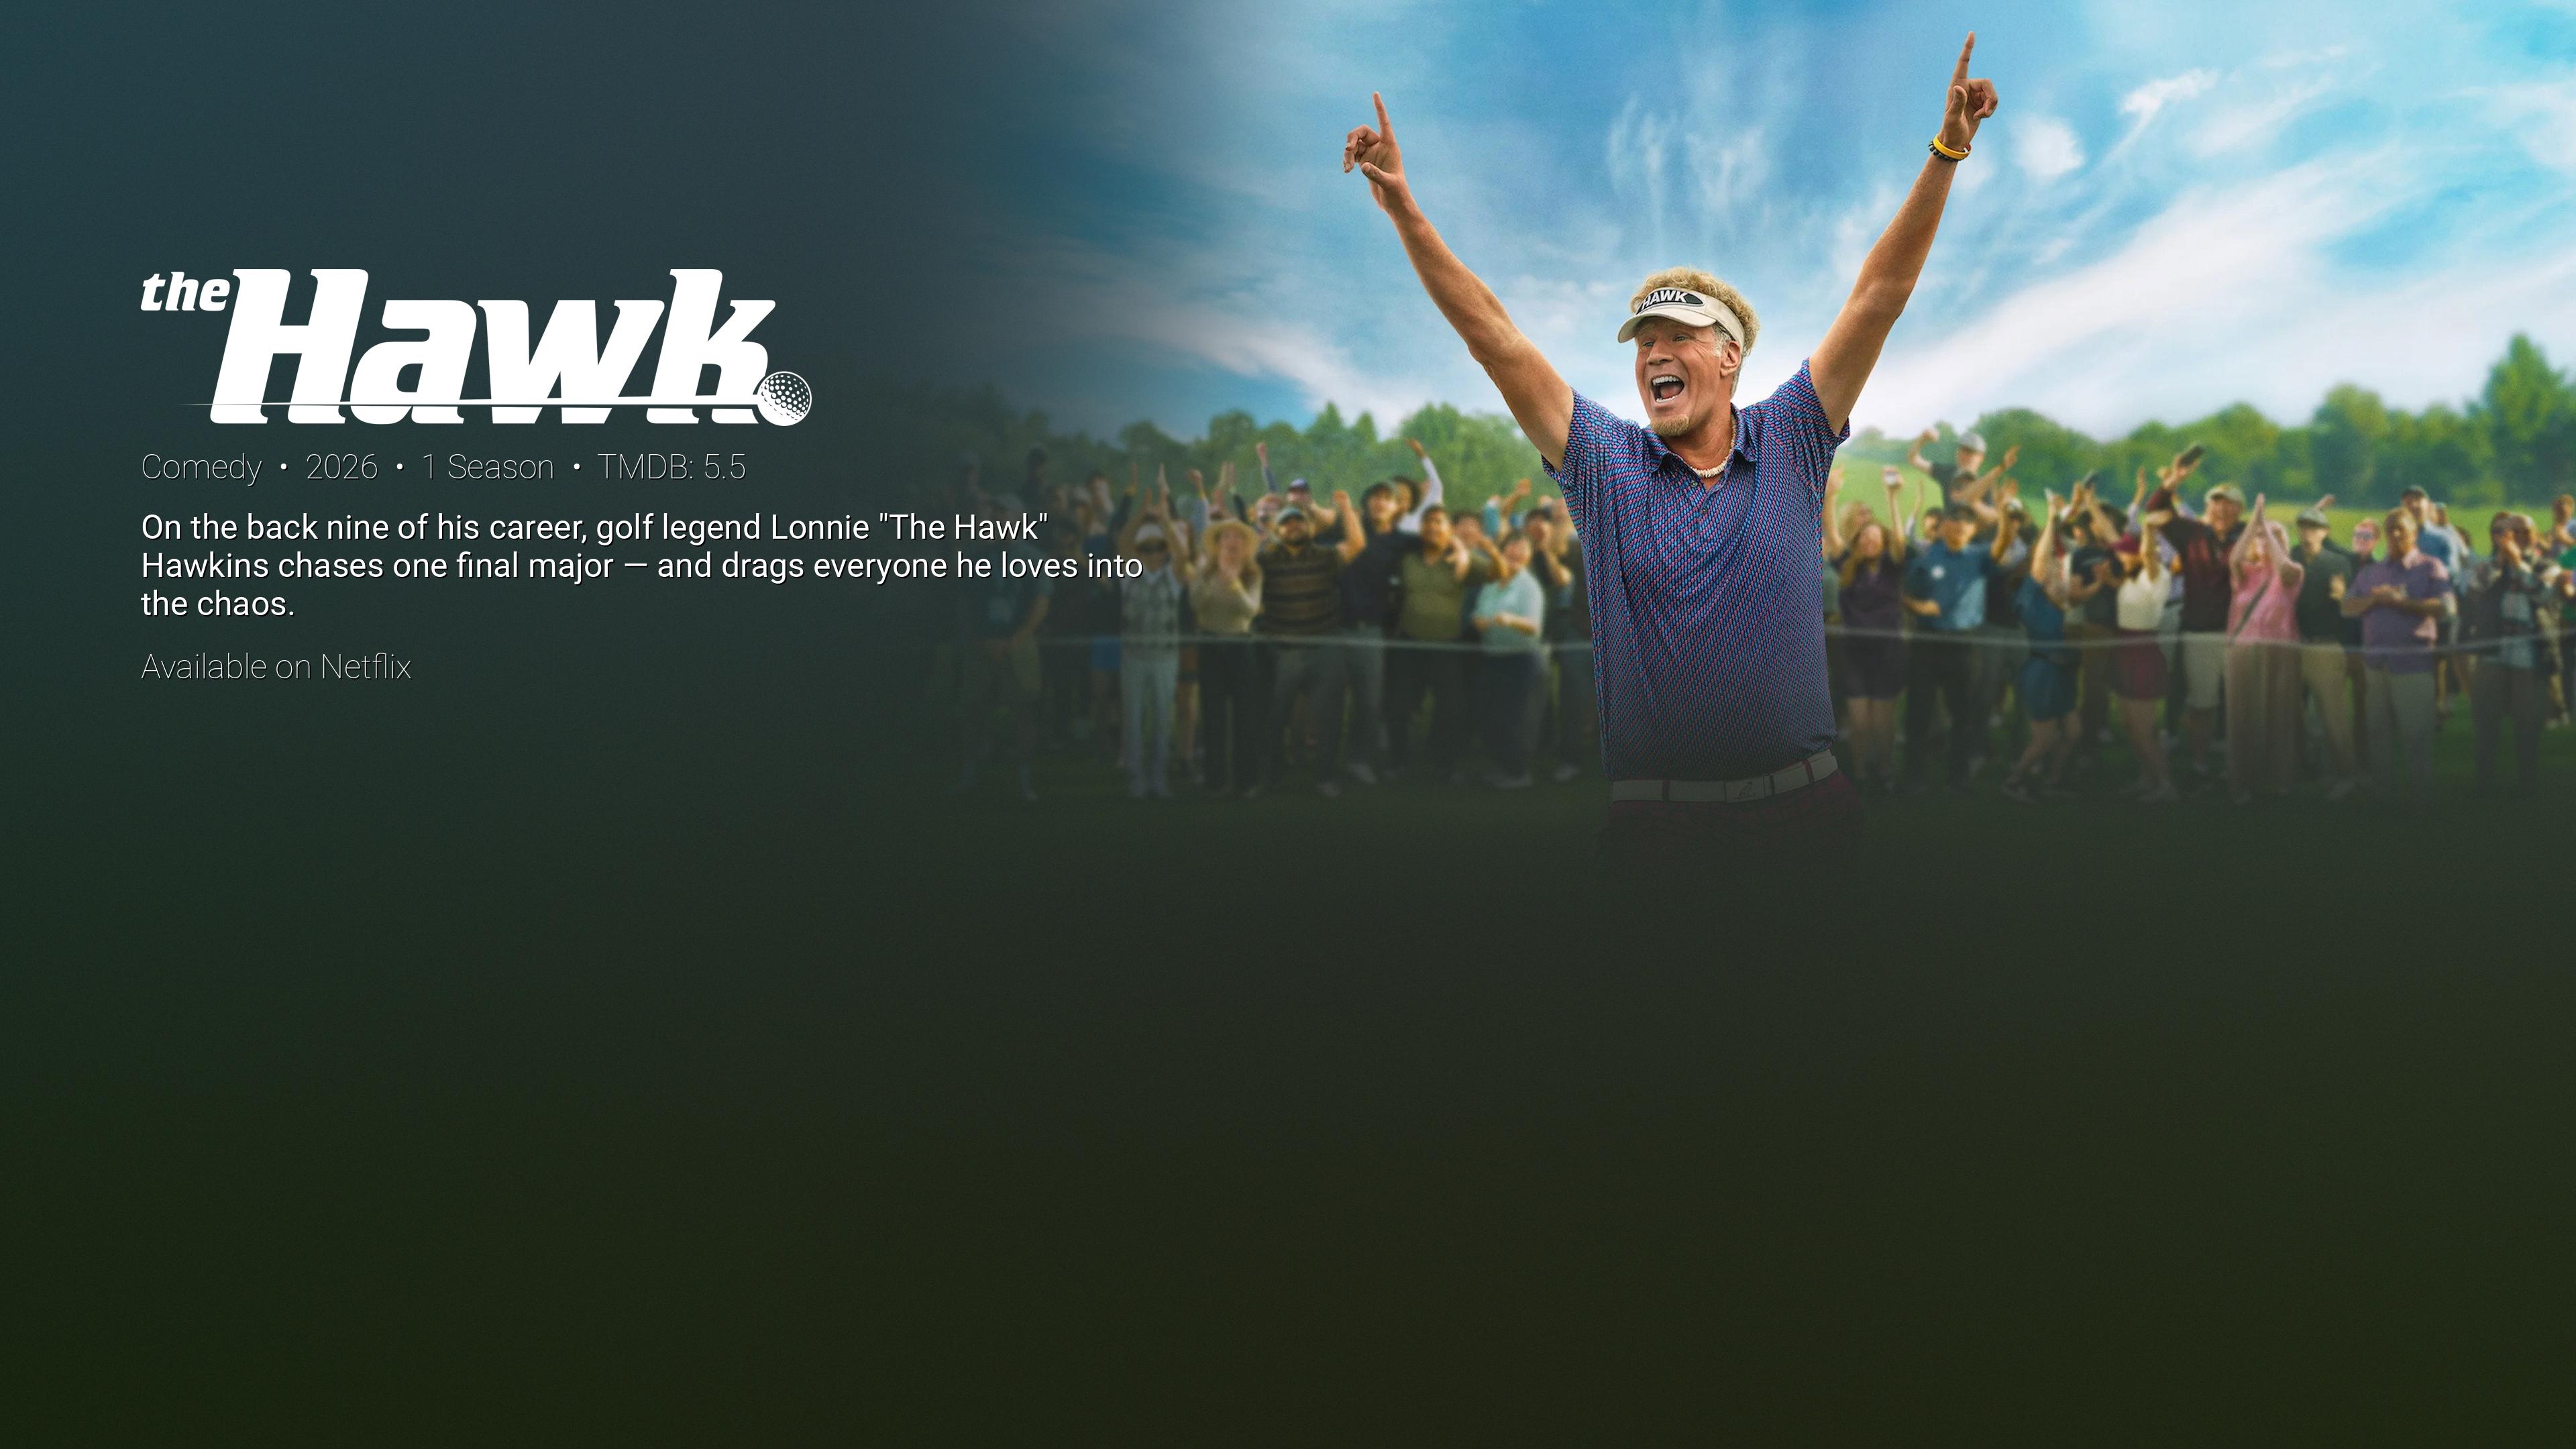 the Hawk
Comedy • 2026 • 1 Season • TMDB: 5.5
On the back nine of his career, golf legend Lonnie "The Hawk"
Hawkins chases one final major — and drags everyone he loves into
the chaos.
Available on Netflix
HAWK